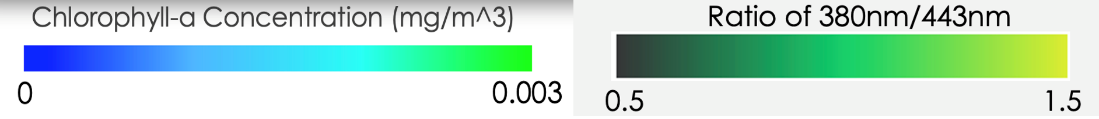 Chlorophyll-a Concentration (mg/m^3)
0 0.003
Ratio of 380nm/443nm
0.5 1.5